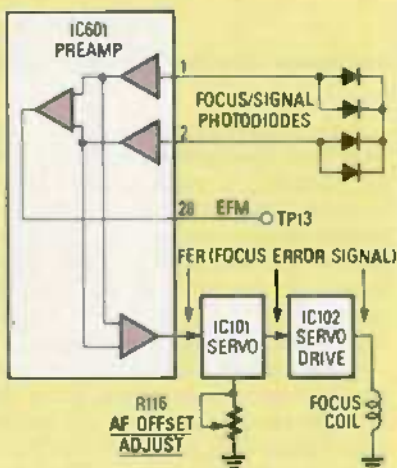 IC601
PREAMP
1
FOCUS/SIGNAL
PHOTODIODES
2
28 EFM
TP13
FER (FOCUS ERROR SIGNAL)
IC101
SERVO
IC102
SERVO
DRIVE
R116
AF OFFSET
ADJUST
FOCUS
COIL